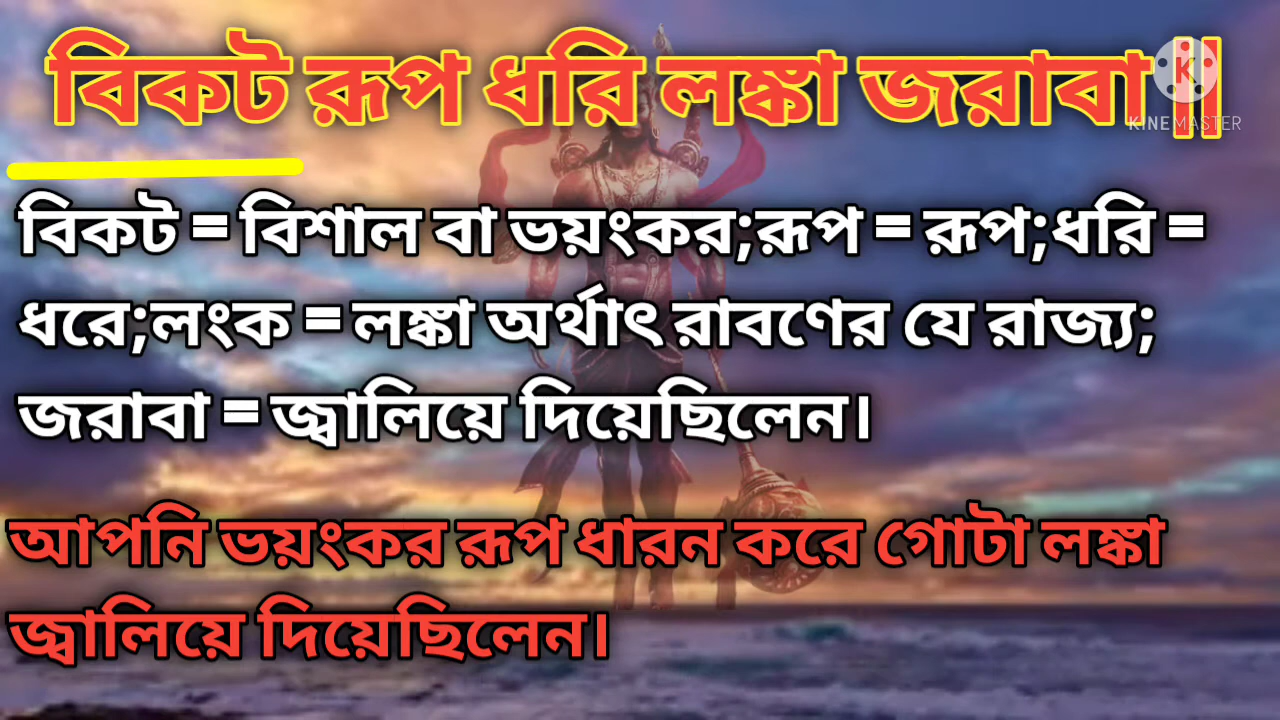 বিকট রূপ ধরি লঙ্কা জরাবা॥
KINEMASTER
বিকট = বিশাল বা ভয়ংকর;রূপ = রূপ;ধরি =
ধরে;লংক = লঙ্কা অর্থাৎ রাবণের যে রাজ্য;
জরাবা = জ্বালিয়ে দিয়েছিলেন।
আপনি ভয়ংকর রূপ ধারন করে গোটা লঙ্কা
জ্বালিয়ে দিয়েছিলেন।